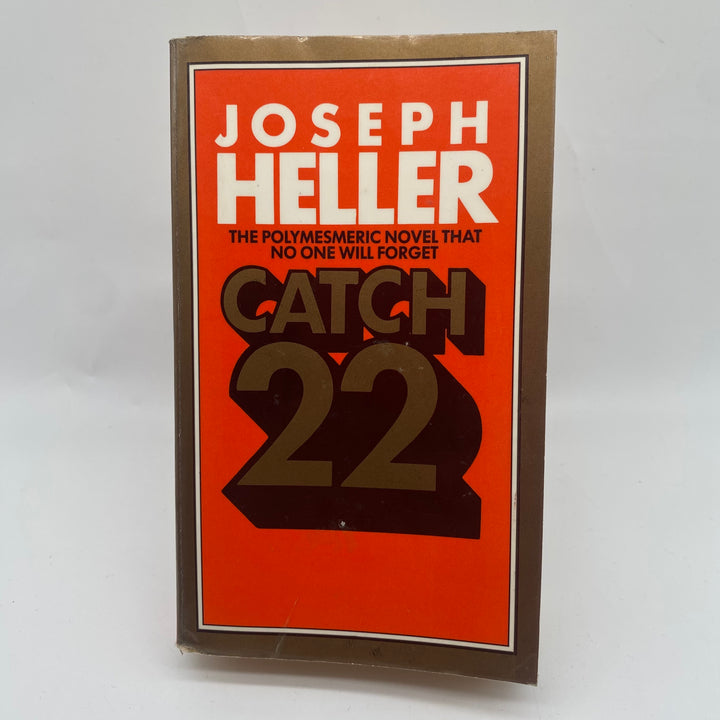 JOSEPH
HELLER
THE POLYMESMERIC NOVEL THAT
NO ONE WILL FORGET
CATCH
22